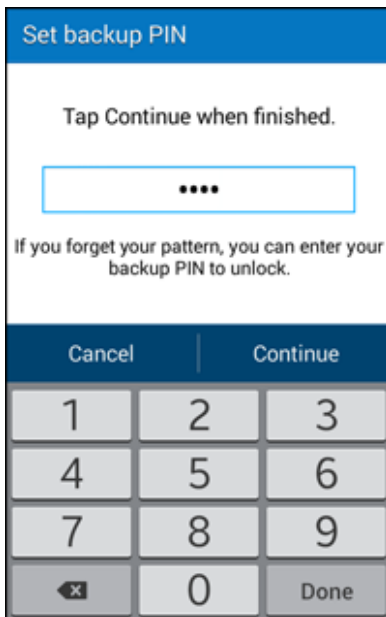 Set backup PIN
Tap Continue when finished.
••••
If you forget your pattern, you can enter your
backup PIN to unlock.
Cancel Continue
1 2 3
4 5 6
7 8 9
0 Done